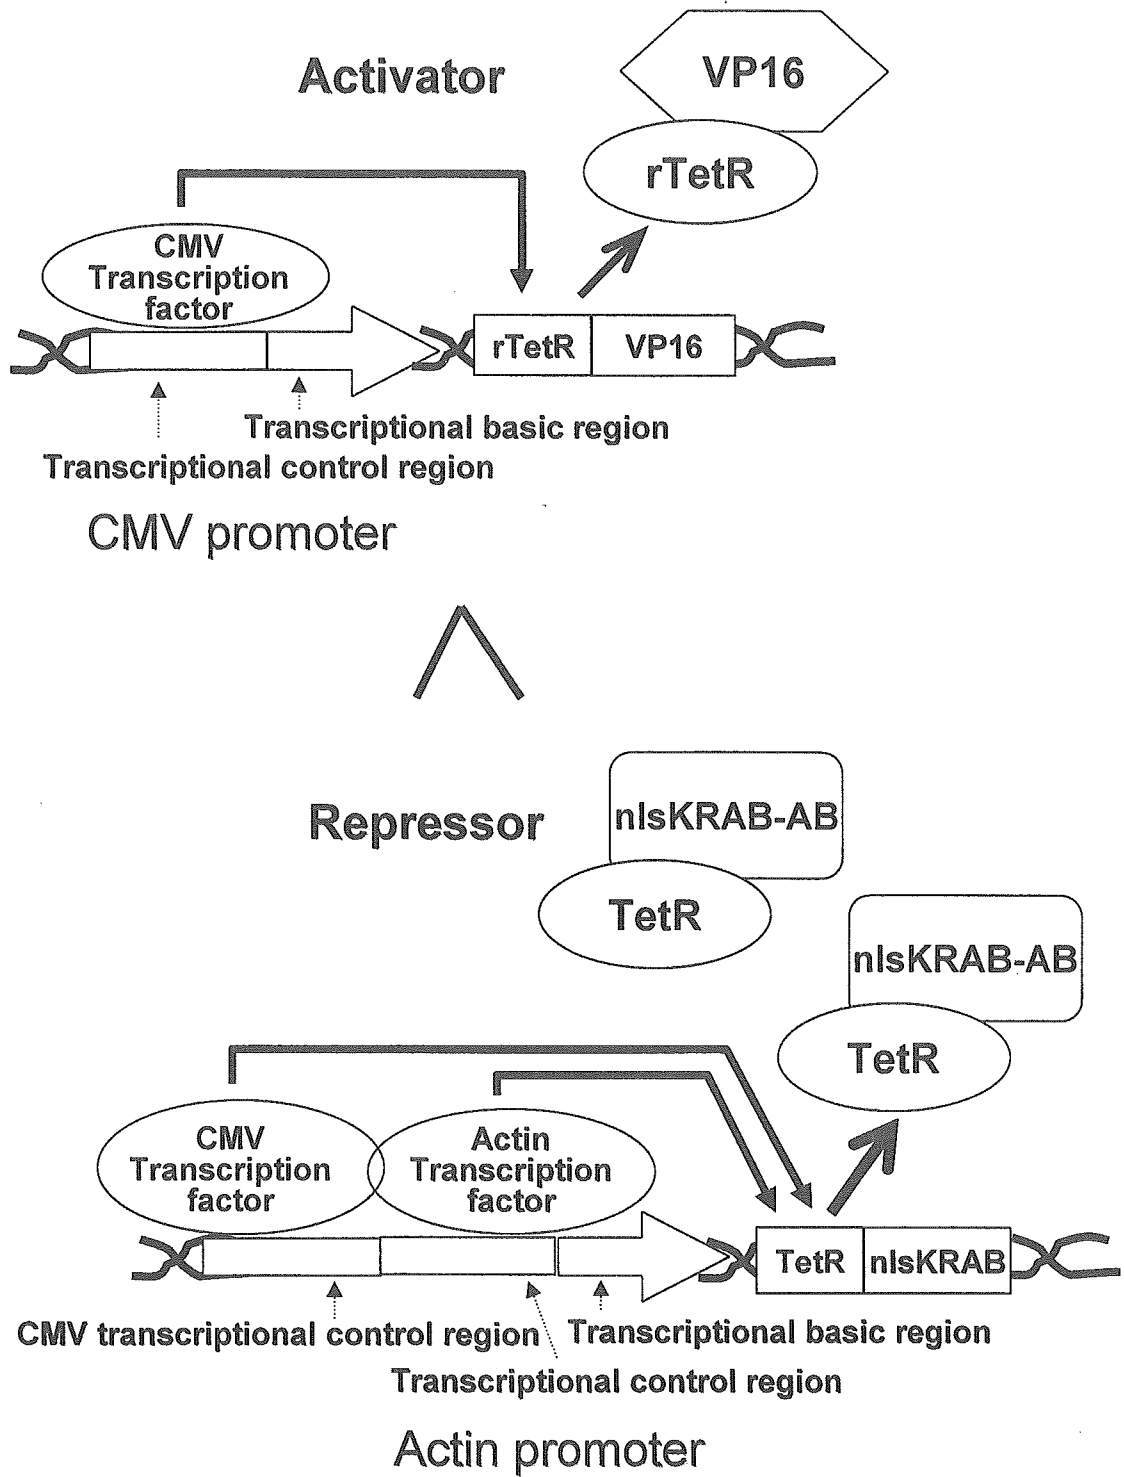 Activator
VP16
rTetR
CMV
Transcription
factor
rTetR
VP16
Transcriptional basic region
Transcriptional control region
CMV promoter
Repressor
nlsKRAB-AB
TetR
nlsKRAB-AB
TetR
CMV
Transcription
factor
Actin
Transcription
factor
TetR
nlsKRAB
CMV transcriptional control region
Transcriptional basic region
Transcriptional control region
Actin promoter